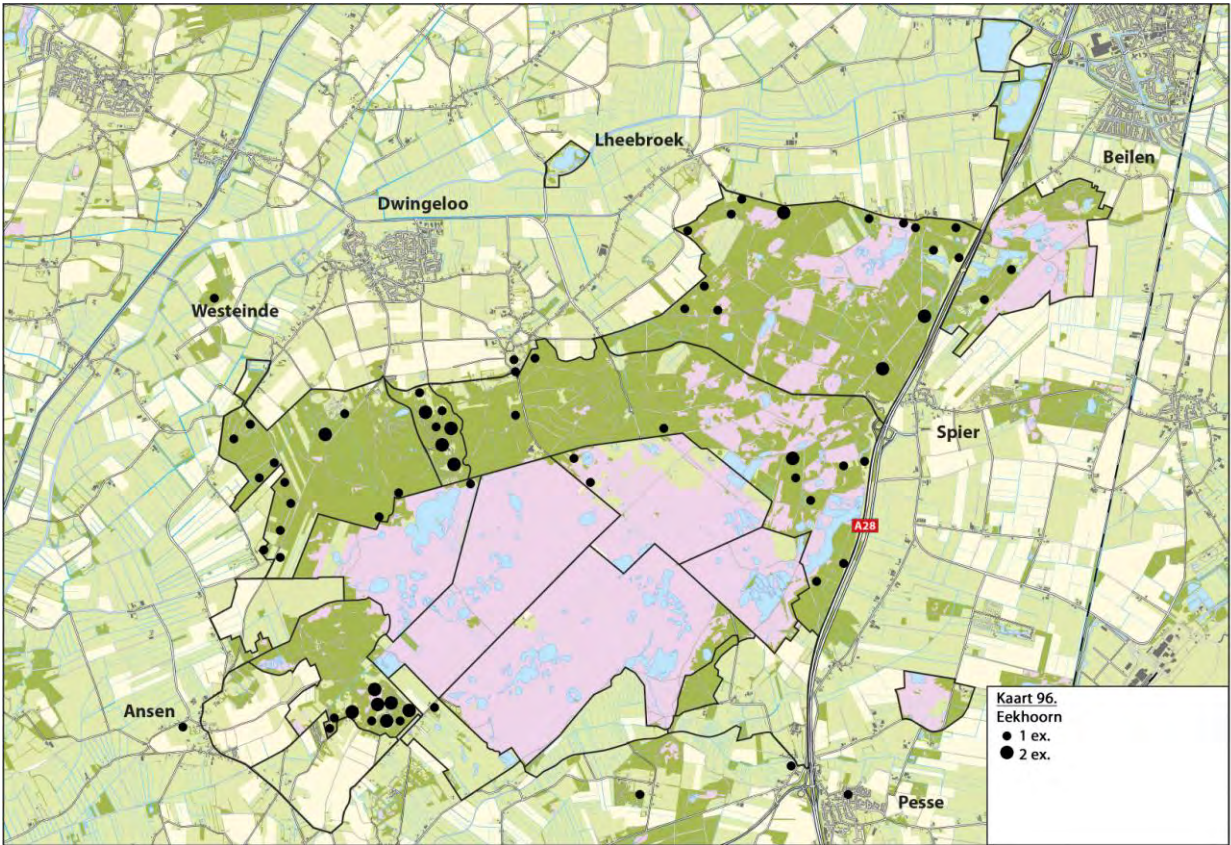 Lheebroek
Beilen
Dwingeloo
Westeinde
Spier
A28
Ansen
Pesse
Kaart 96.
Eekhoorn
1 ex.
2 ex.